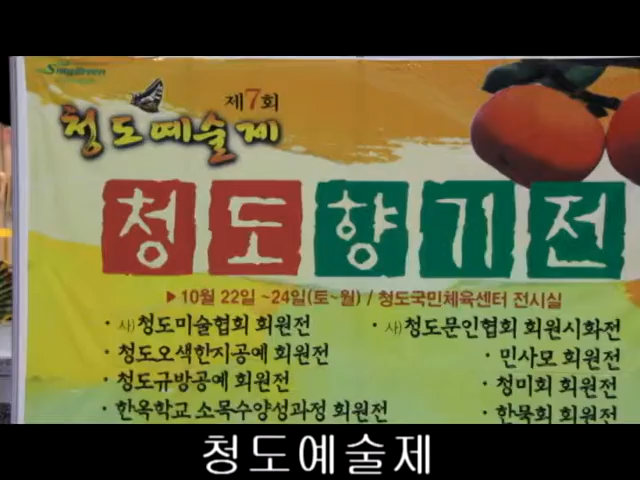 제7회
청도예술제
청도향기전
▶10월 22일 ~24일(토~월) / 청도국민체육센터 전시실
· 사)청도미술협회 회원전
· 사)청도문인협회 회원시화전
· 청도오색한지공예 회원전
· 민사모 회원전
· 청도규방공예 회원전
· 청미회 회원전
· 한옥학교 소목수양성과정 회원전
· 한묵회 회원전
청도예술제